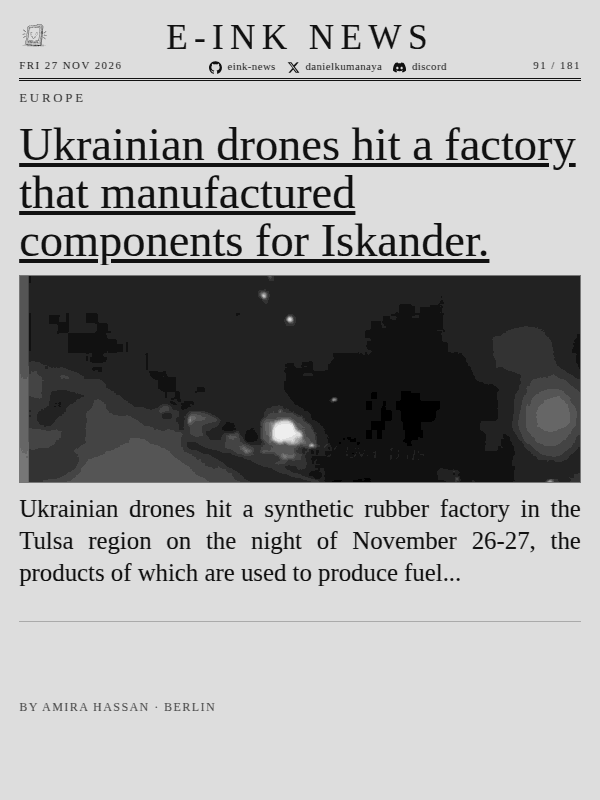 E-INK NEWS
FRI 27 NOV 2026
eink-news danielkumanaya discord
91 / 181
EUROPE
Ukrainian drones hit a factory
that manufactured
components for Iskander.
Ukrainian drones hit a synthetic rubber factory in the
Tulsa region on the night of November 26-27, the
products of which are used to produce fuel...
BY AMIRA HASSAN · BERLIN